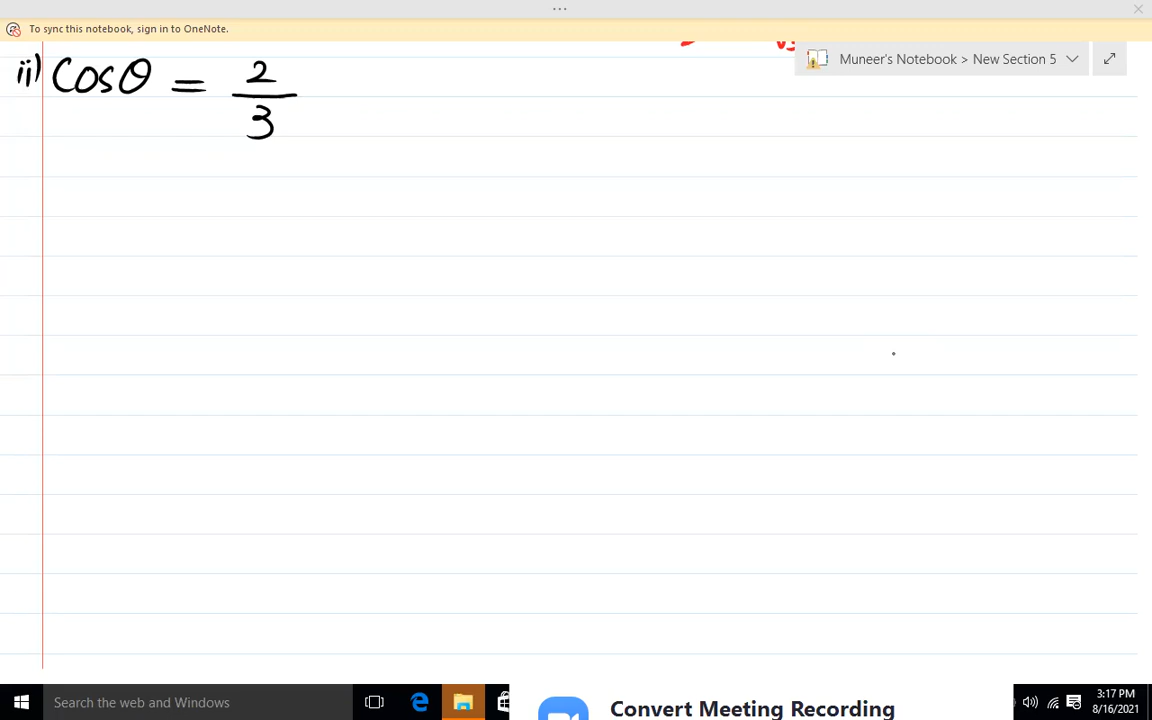 To sync this notebook, sign in to OneNote.
Muneer's Notebook > New Section 5
ii) Cosθ = 2/3
Search the web and Windows
Convert Meeting Recording
3:17 PM
8/16/2021